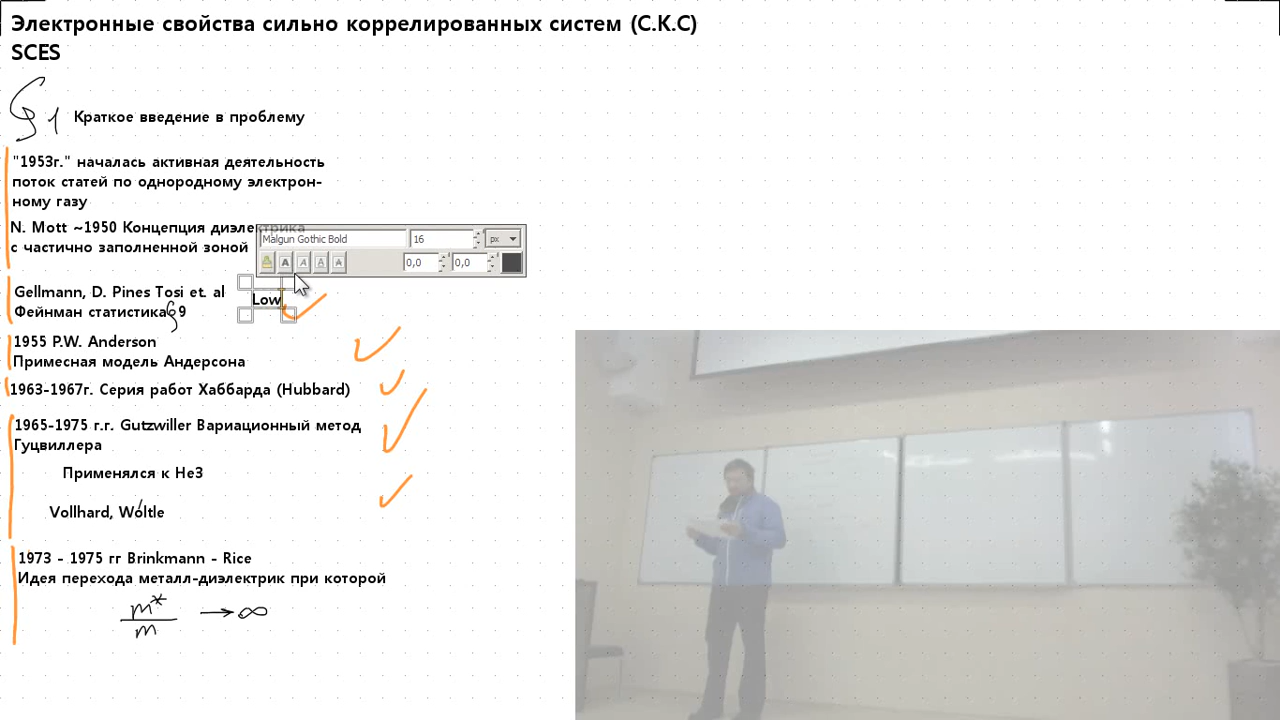 Электронные свойства сильно коррелированных систем (С.К.С)
SCES
§ 1 Краткое введение в проблему
"1953г." началась активная деятельность
поток статей по однородному электрон-
ному газу
N. Mott ~1950 Концепция диэлектрика
с частично заполненной зоной
Malgun Gothic Bold 16 px
A A A A 0,0 0,0
Gellmann, D. Pines Tosi et. al Low
Фейнман статистика § 9
1955 P.W. Anderson
Примесная модель Андерсона
1963-1967г. Серия работ Хаббарда (Hubbard)
1965-1975 г.г. Gutzwiller Вариационный метод
Гуцвиллера
Применялся к He3
Vollhard, Wöltle
1973 - 1975 гг Brinkmann - Rice
Идея перехода металл-диэлектрик при которой
m*/m → ∞